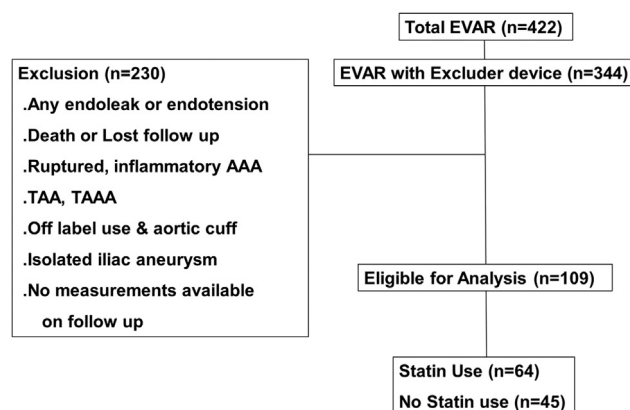 Total EVAR (n=422)
EVAR with Excluder device (n=344)
Exclusion (n=230)
.Any endoleak or endotension
.Death or Lost follow up
.Ruptured, inflammatory AAA
.TAA, TAAA
.Off label use & aortic cuff
.Isolated iliac aneurysm
.No measurements available
on follow up
Eligible for Analysis (n=109)
Statin Use (n=64)
No Statin use (n=45)